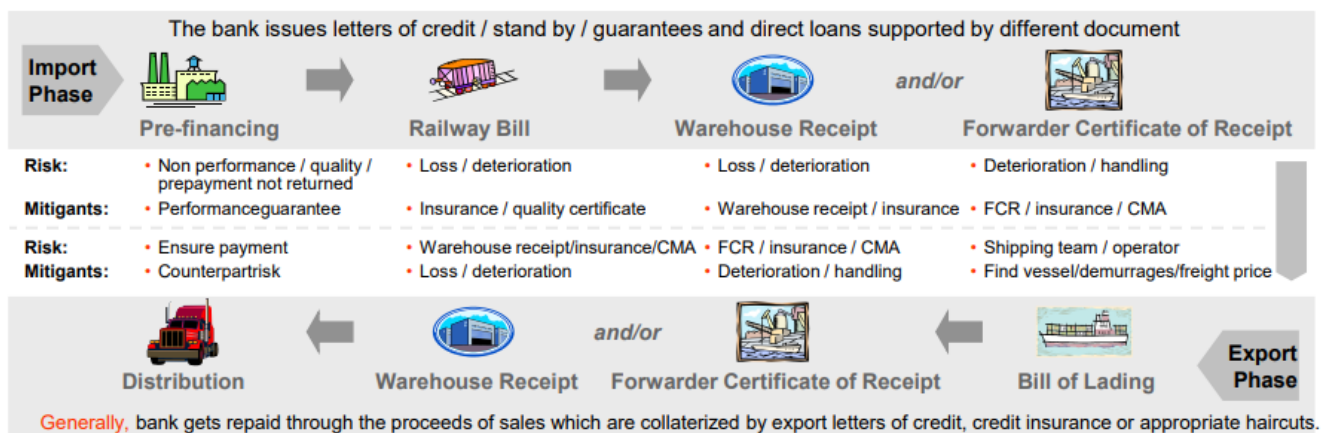 The bank issues letters of credit / stand by / guarantees and direct loans supported by different document
Import
Phase
and/or
Pre-financing
Railway Bill
Warehouse Receipt
Forwarder Certificate of Receipt
Risk:
• Non performance / quality /
prepayment not returned
• Loss / deterioration
• Loss / deterioration
• Deterioration / handling
Mitigants:
• Performanceguarantee
• Insurance / quality certificate
• Warehouse receipt / insurance
• FCR / insurance / CMA
Risk:
• Ensure payment
• Warehouse receipt/insurance/CMA
• FCR / insurance / CMA
• Shipping team / operator
Mitigants:
• Counterpartrisk
• Loss / deterioration
• Deterioration / handling
• Find vessel/demurrages/freight price
and/or
Export
Phase
Distribution
Warehouse Receipt
Forwarder Certificate of Receipt
Bill of Lading
Generally, bank gets repaid through the proceeds of sales which are collaterized by export letters of credit, credit insurance or appropriate haircuts.